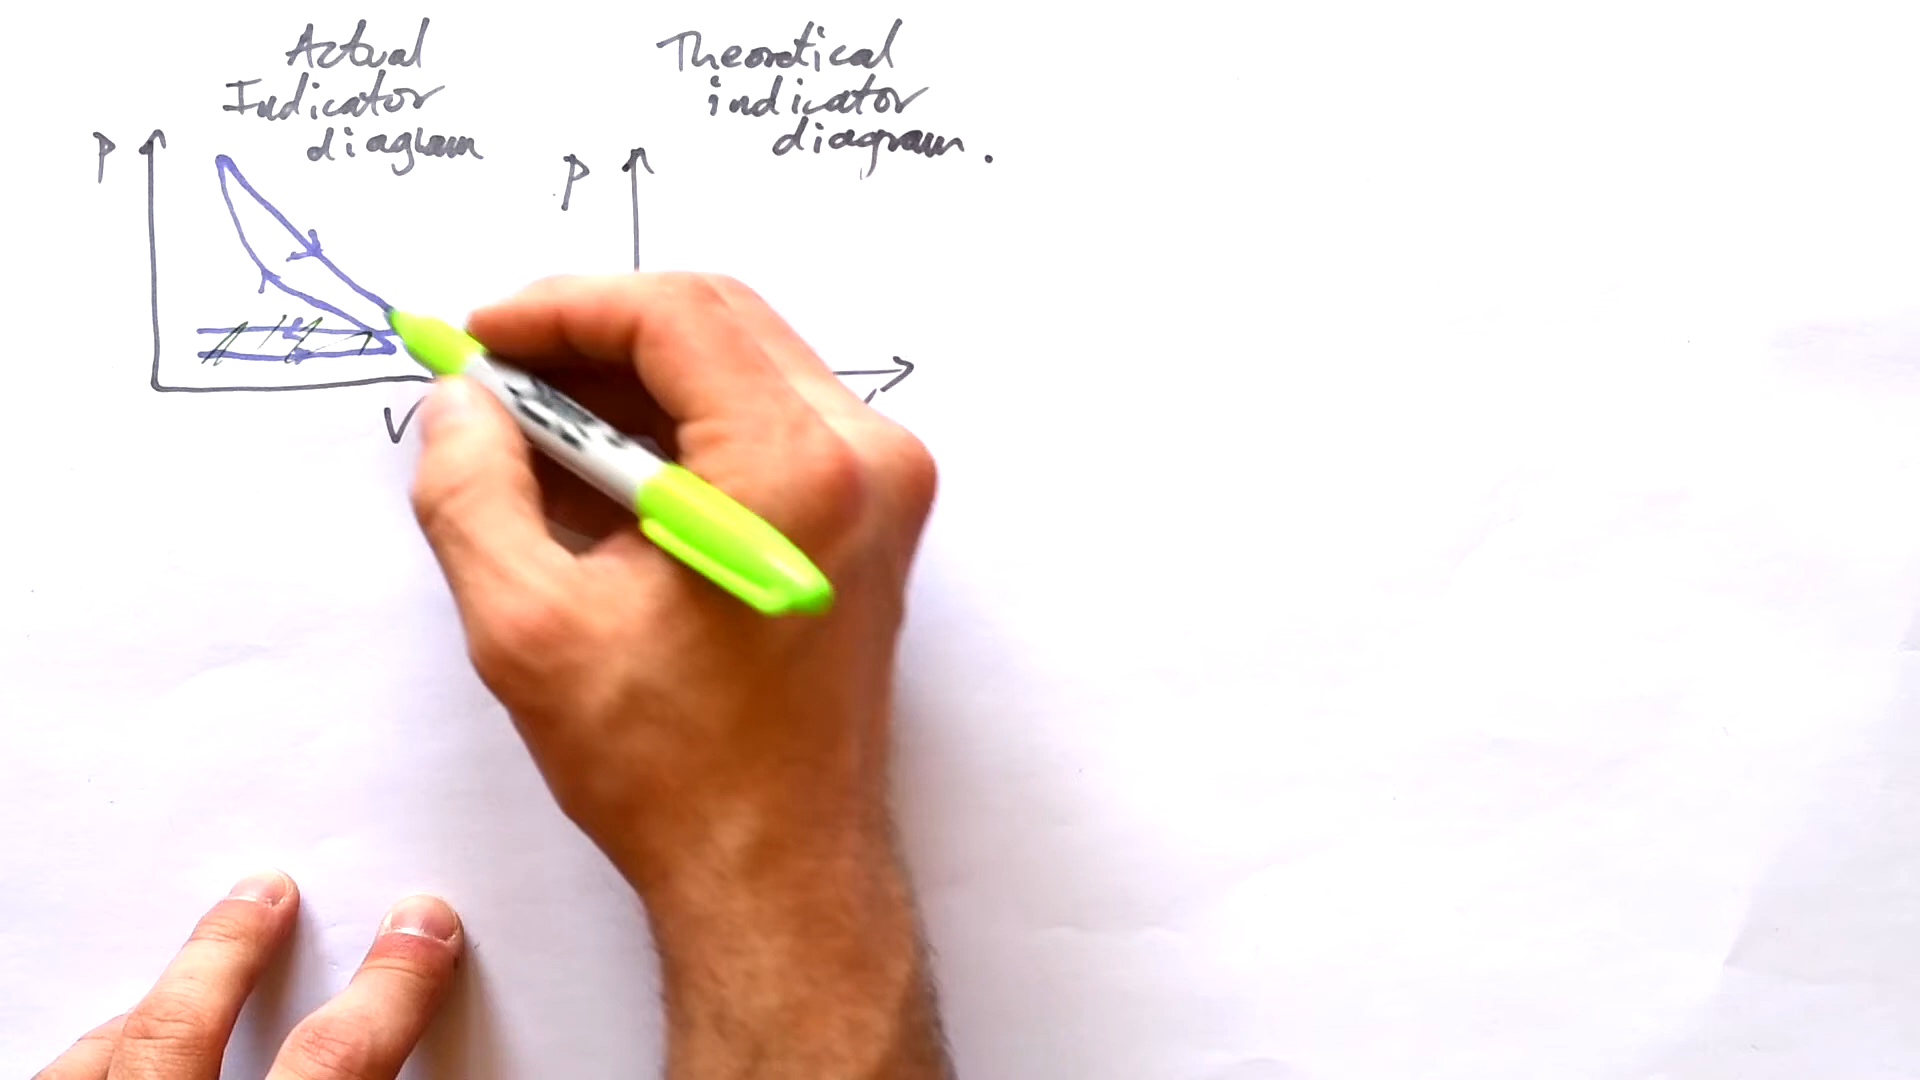 Actual
Indicator
diagram
P
V
Theoretical
indicator
diagram.
P